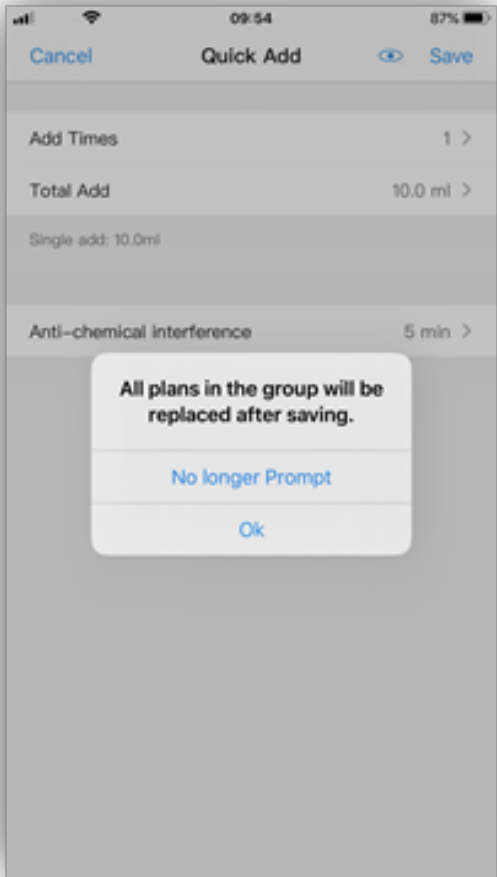 09:54
87%
Cancel Quick Add Save
Add Times 1 >
Total Add 10.0 ml >
Single add: 10.0ml
Anti-chemical interference 5 min >
All plans in the group will be
replaced after saving.
No longer Prompt
Ok